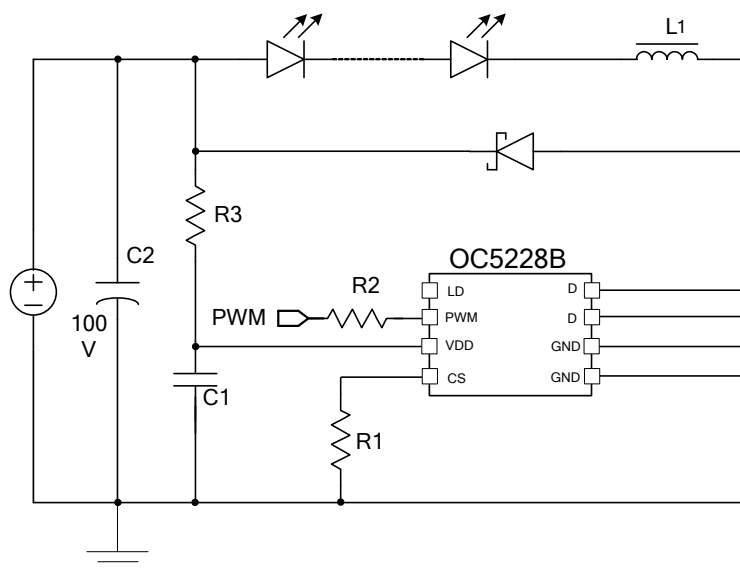 L1
R3
C2
OC5228B
R2
LD
D
PWM
PWM
D
100
V
VDD
GND
C1
CS
GND
R1